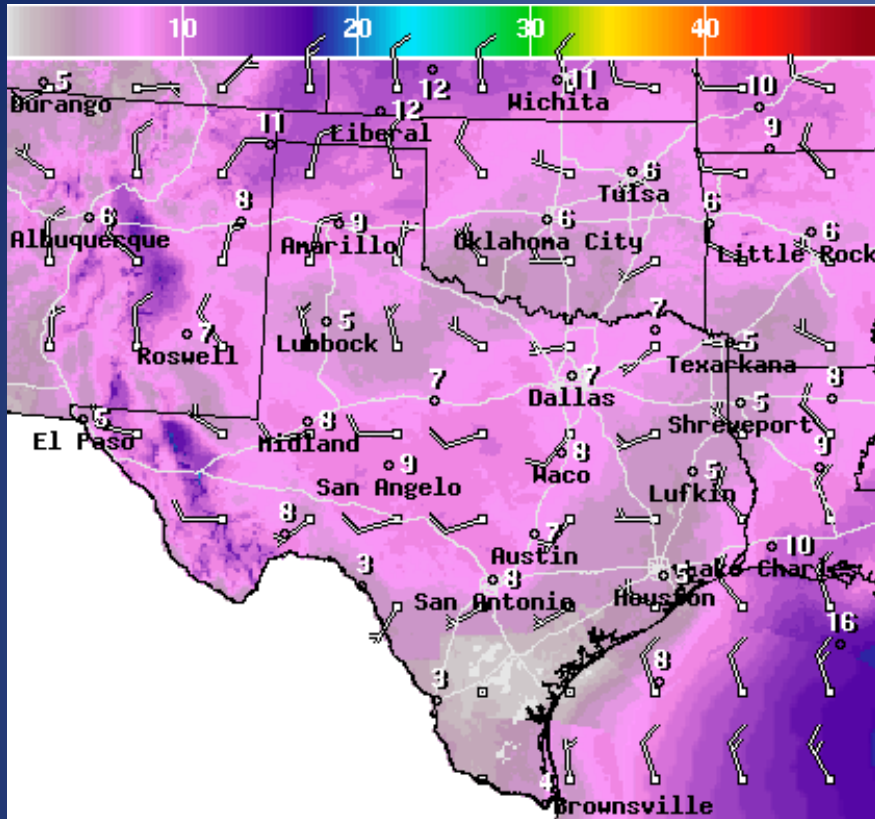 10 20 30 40
5 12 11 10
Durango Wichita
12
Liberal
11 9
6
Tulsa
8 6
6 9 6 6
Albuquerque Amarillo Oklahoma City Little Rock
5 7
7 5
Roswell Lubbock Texarkana
7 7 5 8
Dallas
5 8 Shreveport
El Paso Midland
9 8 5 9
San Angelo Waco Lufkin
8 7 10
Austin Lake Charles
3 8 5
San Antonio Houston
16
3 8
4
Brownsville